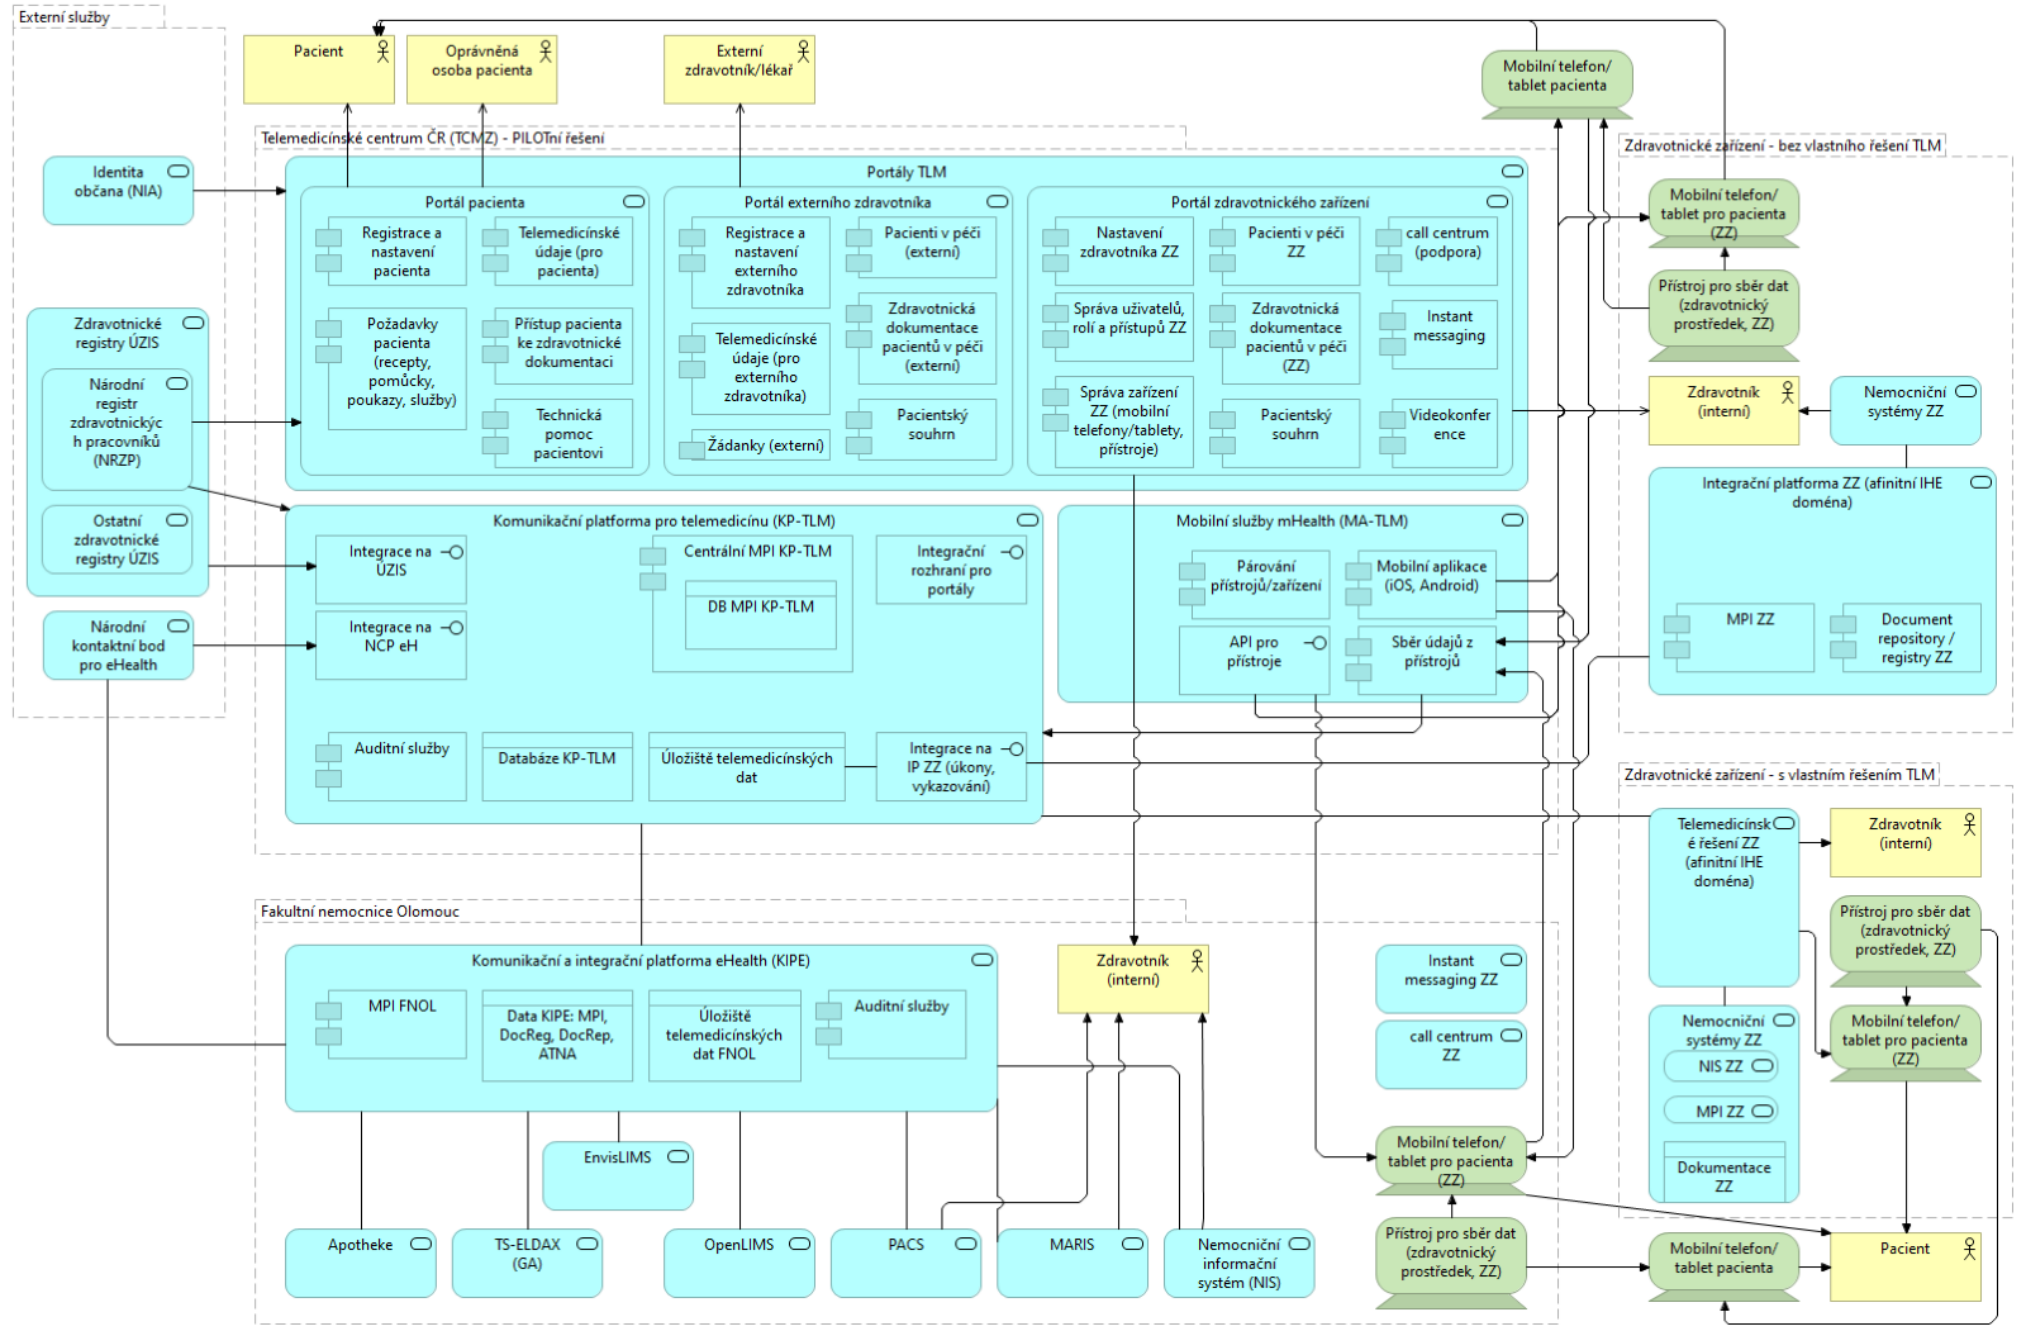 Externí služby
Pacient
Oprávněná
osoba pacienta
Externí
zdravotník/lékař
Mobilní telefon/
tablet pacienta
Telemedicínské centrum ČR (TCMZ) - PILOTní řešení
Zdravotnické zařízení - bez vlastního řešení TLM
Identita
občana (NIA)
Portály TLM
Portál pacienta
Registrace a
nastavení
pacienta
Telemedicínské
údaje (pro
pacienta)
Požadavky
pacienta
(recepty,
pomůcky,
poukazy, služby)
Přístup pacienta
ke zdravotnické
dokumentaci
Technická
pomoc
pacientovi
Portál externího zdravotníka
Registrace a
nastavení
externího
zdravotníka
Pacienti v péči
(externí)
Telemedicínské
údaje (pro
externího
zdravotníka)
Zdravotnická
dokumentace
pacientů v péči
(externí)
Žádanky (externí)
Pacientský
souhrn
Portál zdravotnického zařízení
Nastavení
zdravotníka ZZ
Pacienti v péči
ZZ
call centrum
(podpora)
Správa uživatelů,
rolí a přístupů ZZ
Zdravotnická
dokumentace
pacientů v péči
(ZZ)
Instant
messaging
Správa zařízení
ZZ (mobilní
telefony/tablety,
přístroje)
Pacientský
souhrn
Videokonfer
ence
Mobilní telefon/
tablet pro pacienta
(ZZ)
Přístroj pro sběr dat
(zdravotnický
prostředek, ZZ)
Zdravotník
(interní)
Nemocniční
systémy ZZ
Integrační platforma ZZ (afinitní IHE
doména)
MPI ZZ
Document
repository /
registry ZZ
Zdravotnické
registry ÚZIS
Národní
registr
zdravotnickýc
h pracovníků
(NRZP)
Ostatní
zdravotnické
registry ÚZIS
Národní
kontaktní bod
pro eHealth
Komunikační platforma pro telemedicínu (KP-TLM)
Integrace na
ÚZIS
Centrální MPI KP-TLM
DB MPI KP-TLM
Integrační
rozhraní pro
portály
Integrace na
NCP eH
Auditní služby
Databáze KP-TLM
Úložiště telemedicínských
dat
Integrace na
IP ZZ (úkony,
vykazování)
Mobilní služby mHealth (MA-TLM)
Párování
přístrojů/zařízení
Mobilní aplikace
(iOS, Android)
API pro
přístroje
Sběr údajů z
přístrojů
Zdravotnické zařízení - s vlastním řešením TLM
Telemedicínsk
é řešení ZZ
(afinitní IHE
doména)
Zdravotník
(interní)
Přístroj pro sběr dat
(zdravotnický
prostředek, ZZ)
Nemocniční
systémy ZZ
NIS ZZ
MPI ZZ
Dokumentace
ZZ
Mobilní telefon/
tablet pro pacienta
(ZZ)
Fakultní nemocnice Olomouc
Komunikační a integrační platforma eHealth (KIPE)
MPI FNOL
Data KIPE: MPI,
DocReg, DocRep,
ATNA
Úložiště
telemedicínských
dat FNOL
Auditní služby
Zdravotník
(interní)
Instant
messaging ZZ
call centrum
ZZ
EnvisLIMS
Apotheke
TS-ELDAX
(GA)
OpenLIMS
PACS
MARIS
Nemocniční
informační
systém (NIS)
Mobilní telefon/
tablet pro pacienta
(ZZ)
Přístroj pro sběr dat
(zdravotnický
prostředek, ZZ)
Mobilní telefon/
tablet pacienta
Pacient